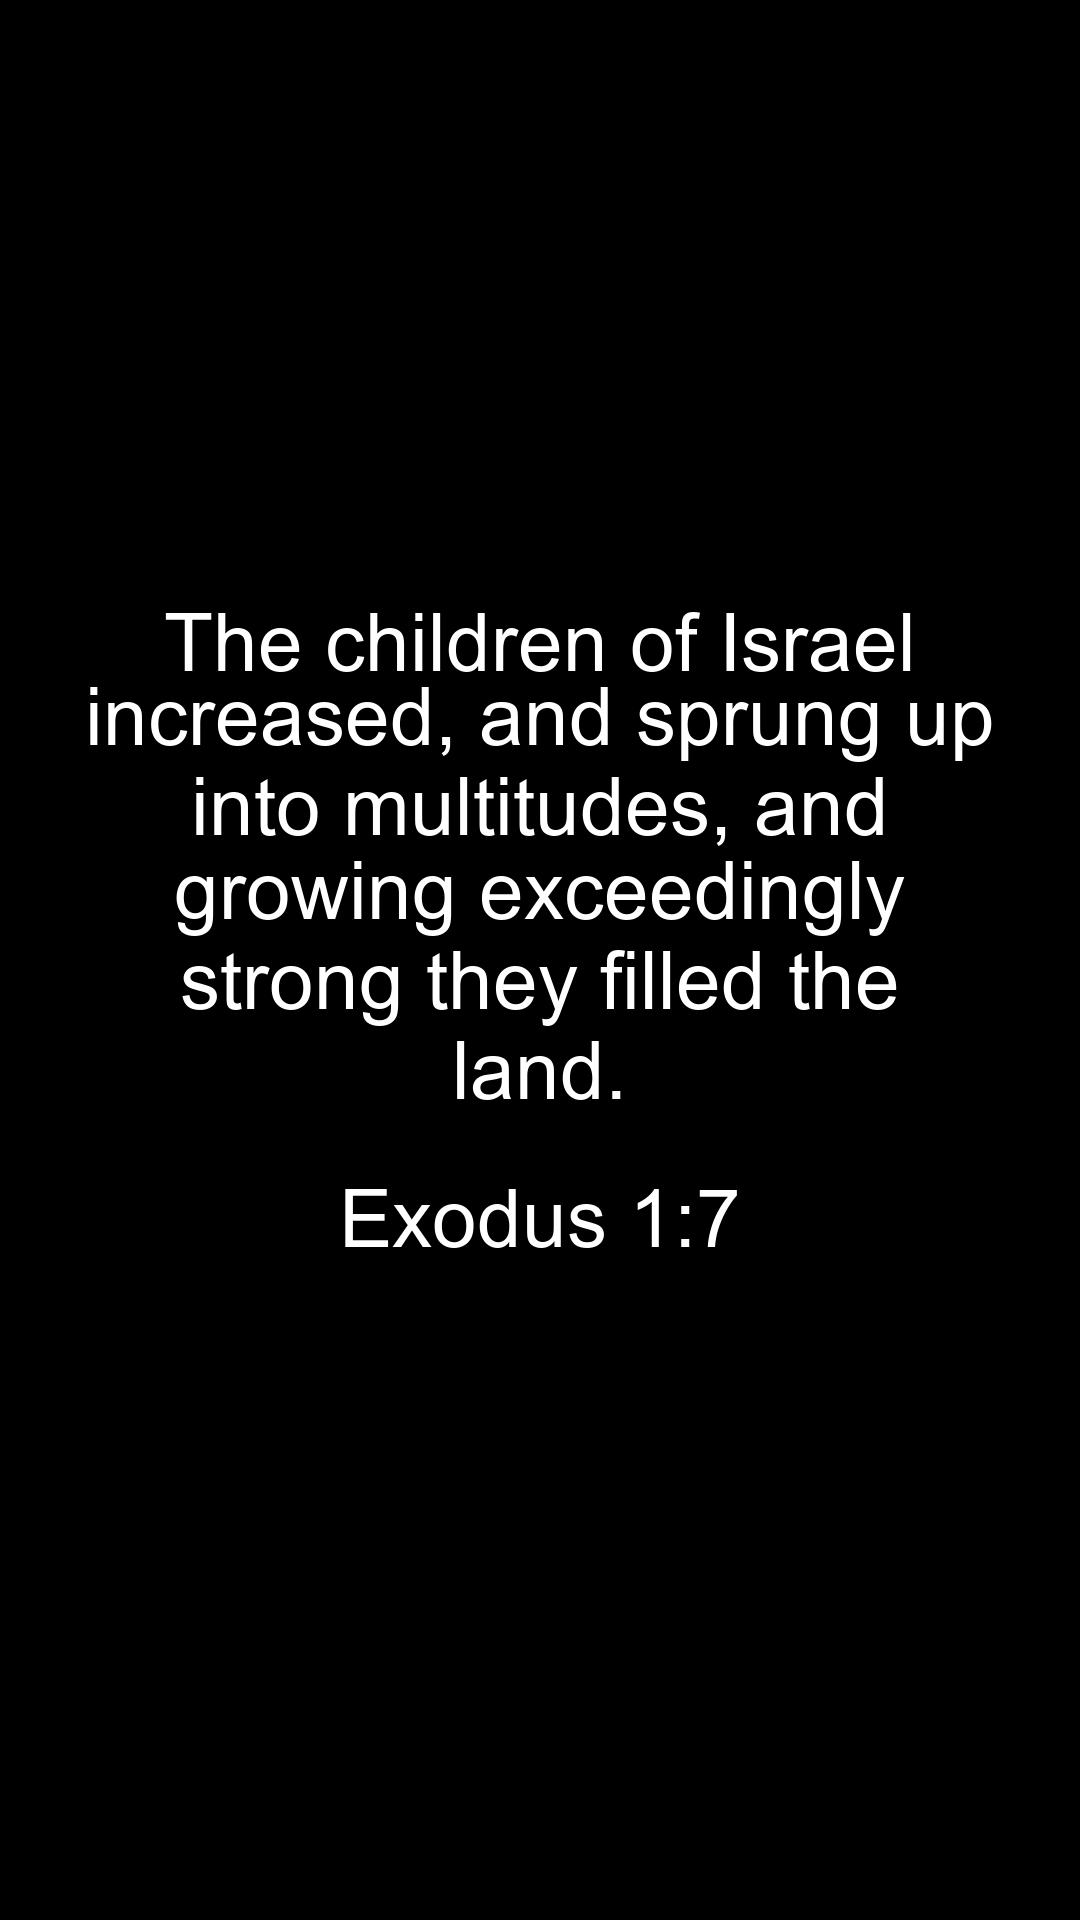 The children of Israel
increased, and sprung up
into multitudes, and
growing exceedingly
strong they filled the
land.
Exodus 1:7